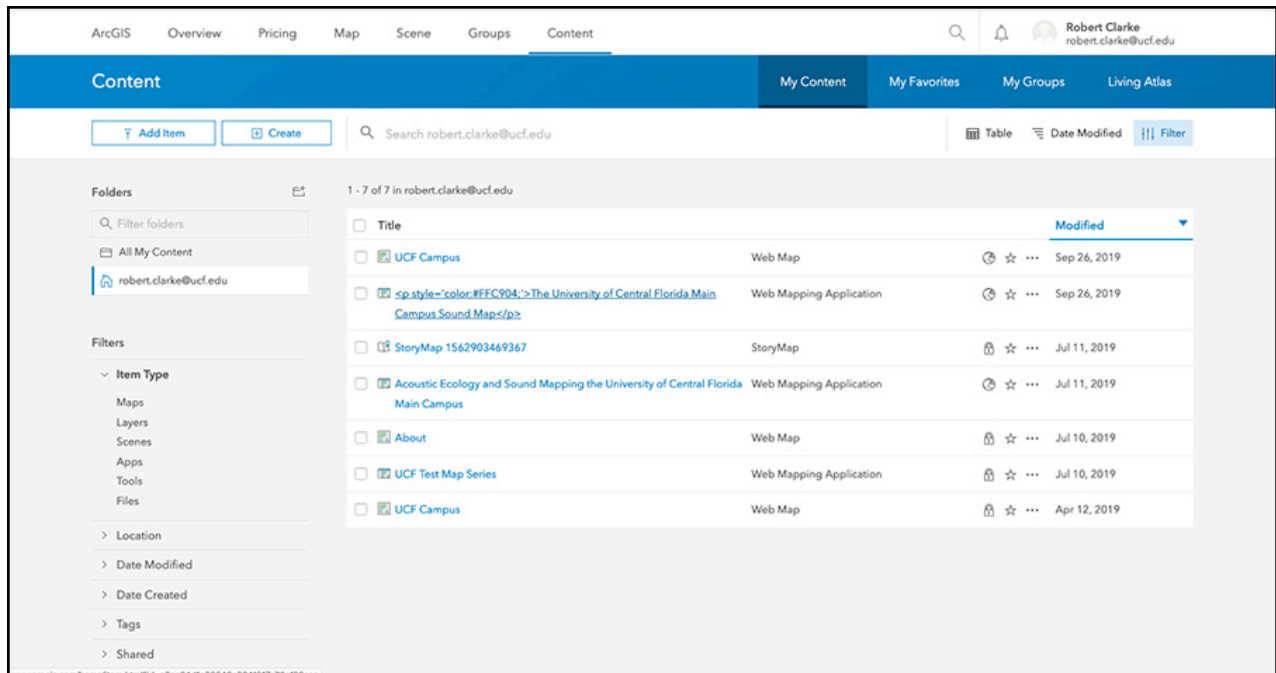 ArcGIS Overview Pricing Map Scene Groups Content Robert Clarke
robert.clarke@ucf.edu
Content My Content My Favorites My Groups Living Atlas
Add Item Create Search robert.clarke@ucf.edu Table Date Modified Filter
Folders
Filter folders
All My Content
robert.clarke@ucf.edu
Filters
Item Type
Maps
Layers
Scenes
Apps
Tools
Files
Location
Date Modified
Date Created
Tags
Shared
1 - 7 of 7 in robert.clarke@ucf.edu
Title Modified
UCF Campus Web Map Sep 26, 2019
<p style='color:#FFC904;'>The University of Central Florida Main Web Mapping Application Sep 26, 2019
Campus Sound Map</p>
StoryMap 1562903469367 StoryMap Jul 11, 2019
Acoustic Ecology and Sound Mapping the University of Central Florida Web Mapping Application Jul 11, 2019
Main Campus
About Web Map Jul 10, 2019
UCF Test Map Series Web Mapping Application Jul 10, 2019
UCF Campus Web Map Apr 12, 2019